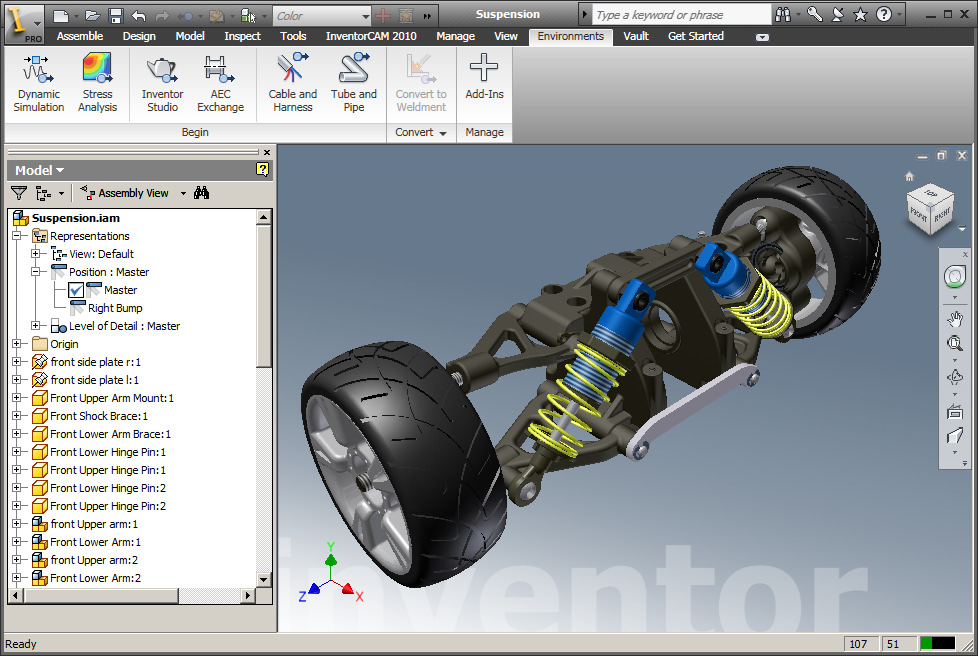 PRO
Color
Suspension
Type a keyword or phrase
Assemble Design Model Inspect Tools InventorCAM 2010 Manage View Environments Vault Get Started
Dynamic Simulation
Stress Analysis
Inventor Studio
AEC Exchange
Cable and Harness
Tube and Pipe
Convert to Weldment
Add-Ins
Begin
Convert
Manage
Model
Assembly View
Suspension.iam
Representations
View: Default
Position : Master
Master
Right Bump
Level of Detail : Master
Origin
front side plate r:1
front side plate l:1
Front Upper Arm Mount:1
Front Shock Brace:1
Front Lower Arm Brace:1
Front Lower Hinge Pin:1
Front Upper Hinge Pin:1
Front Lower Hinge Pin:2
Front Upper Hinge Pin:2
front Upper arm:1
Front Lower Arm:1
front Upper arm:2
Front Lower Arm:2
TOP
FRONT RIGHT
Y
Z
X
inventor
Ready
107 51